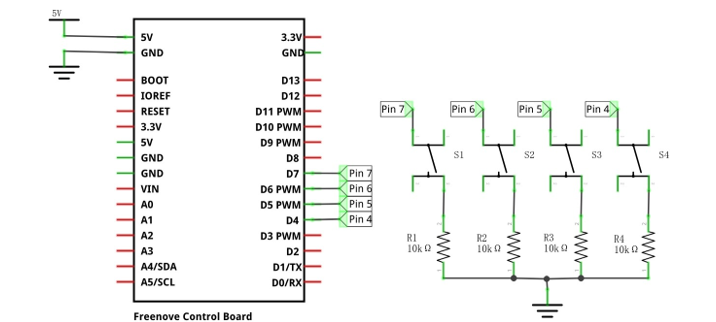 5V
5V 3.3V
GND GND
BOOT D13
IOREF D12
RESET D11 PWM
3.3V D10 PWM
5V D9 PWM
GND D8
GND D7 Pin 7
VIN D6 PWM Pin 6
A0 D5 PWM Pin 5
A1 D4 Pin 4
A2 D3 PWM
A3 D2
A4/SDA D1/TX
A5/SCL D0/RX
Freenove Control Board
Pin 7 Pin 6 Pin 5 Pin 4
S1 S2 S3 S4
R1 R2 R3 R4
10k Ω 10k Ω 10k Ω 10k Ω